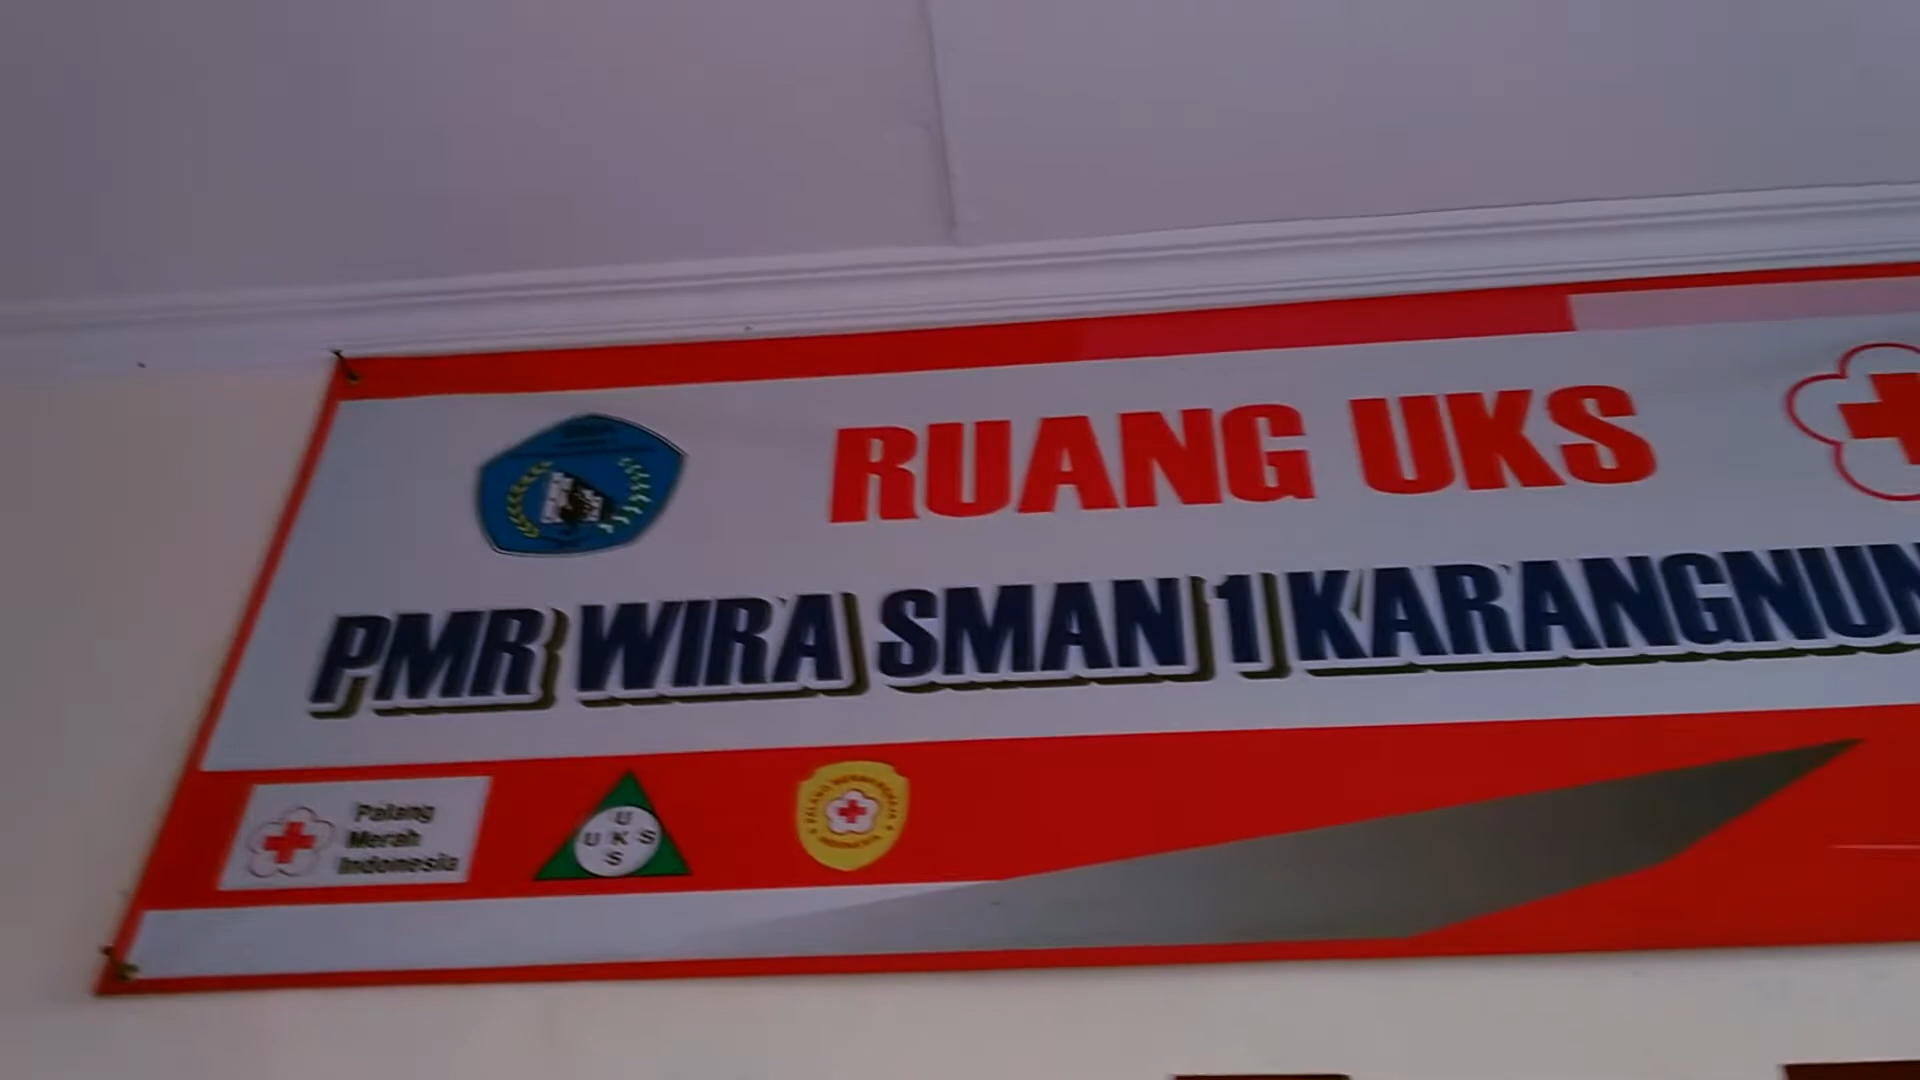 RUANG UKS
PMR WIRA SMAN 1 KARANGNUN
Palang
Merah
Indonesia
U
U K S
S